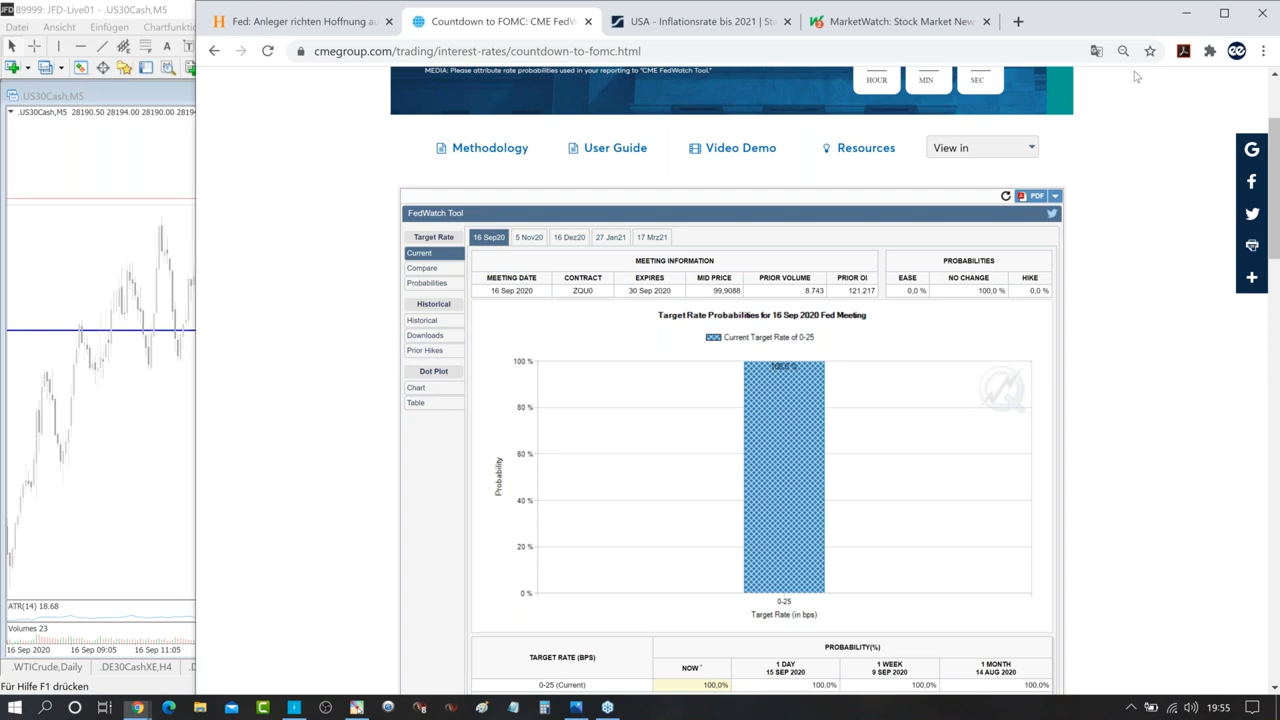 89999: JFD-Live01 - .US30Cash,M5
Datei Ansicht Einfügen Chartfunktion
.US30Cash,M5
.US30Cash,M5 28190.50 28194.00 28190.00 2819
ATR(14) 18.68
Volumes 23
16 Sep 2020 16 Sep 09:05 16 Sep 11:05
.WTICrude,Daily .DE30CashXE,H4
Für Hilfe F1 drücken
Fed: Anleger richten Hoffnung au
Countdown to FOMC: CME FedW
USA - Inflationsrate bis 2021 | Sta
MarketWatch: Stock Market New
cmegroup.com/trading/interest-rates/countdown-to-fomc.html
MEDIA: Please attribute rate probabilities used in your reporting to "CME FedWatch Tool."
HOUR MIN SEC
Methodology User Guide Video Demo Resources View in
PDF
FedWatch Tool
Target Rate
Current
Compare
Probabilities
Historical
Historical
Downloads
Prior Hikes
Dot Plot
Chart
Table
16 Sep20 5 Nov20 16 Dez20 27 Jan21 17 Mrz21
MEETING INFORMATION PROBABILITIES
MEETING DATE CONTRACT EXPIRES MID PRICE PRIOR VOLUME PRIOR OI EASE NO CHANGE HIKE
16 Sep 2020 ZQU0 30 Sep 2020 99,9088 8.743 121.217 0,0 % 100,0 % 0,0 %
Target Rate Probabilities for 16 Sep 2020 Fed Meeting
Current Target Rate of 0-25
100 %
100,0 %
80 %
60 %
40 %
20 %
0 %
Probability
0-25
Target Rate (in bps)
TARGET RATE (BPS) PROBABILITY(%)
NOW * 1 DAY 15 SEP 2020 1 WEEK 9 SEP 2020 1 MONTH 14 AUG 2020
0-25 (Current) 100,0% 100,0% 100,0% 100,0%
19:55